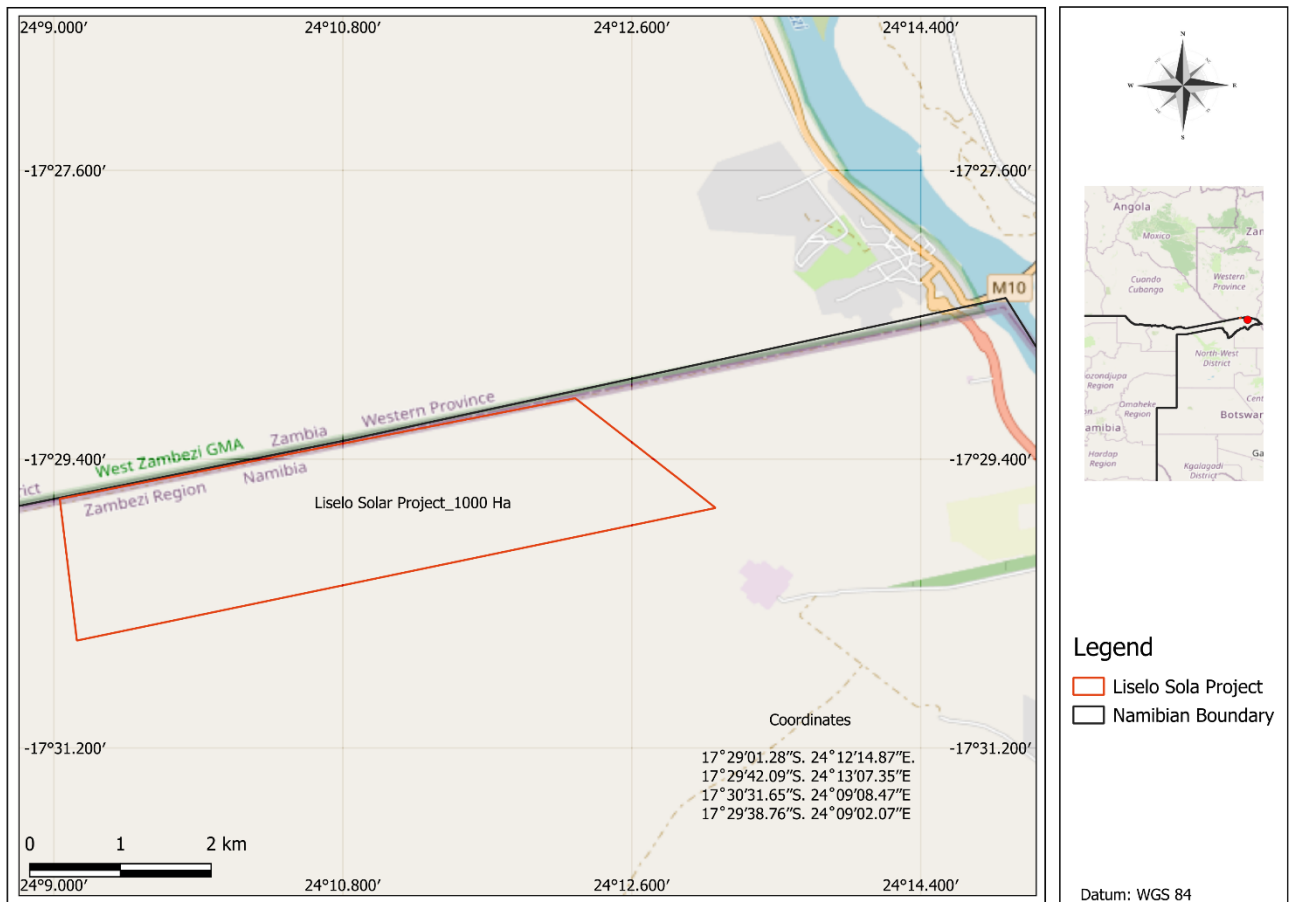 24°9.000′ 24°10.800′ 24°12.600′ 24°14.400′
-17°27.600′ -17°27.600′
M10
Western Province
Zambia
West Zambezi GMA
rict
Namibia
Zambezi Region
-17°29.400′ -17°29.400′
Liselo Solar Project_1000 Ha
Coordinates
-17°31.200′ -17°31.200′
17°29′01.28″S. 24°12′14.87″E.
17°29′42.09″S. 24°13′07.35″E
17°30′31.65″S. 24°09′08.47″E
17°29′38.76″S. 24°09′02.07″E
0 1 2 km
24°9.000′ 24°10.800′ 24°12.600′ 24°14.400′
N
W E
S
Angola
Zan
Moxico
Western
Province
Cuando
Cubango
North-West
District
ozondjupa
Region
Omaheke
Region
Cent
Botswar
amibia
Hardap
Region
Ga
Kgalagadi
District
Legend
Liselo Sola Project
Namibian Boundary
Datum: WGS 84